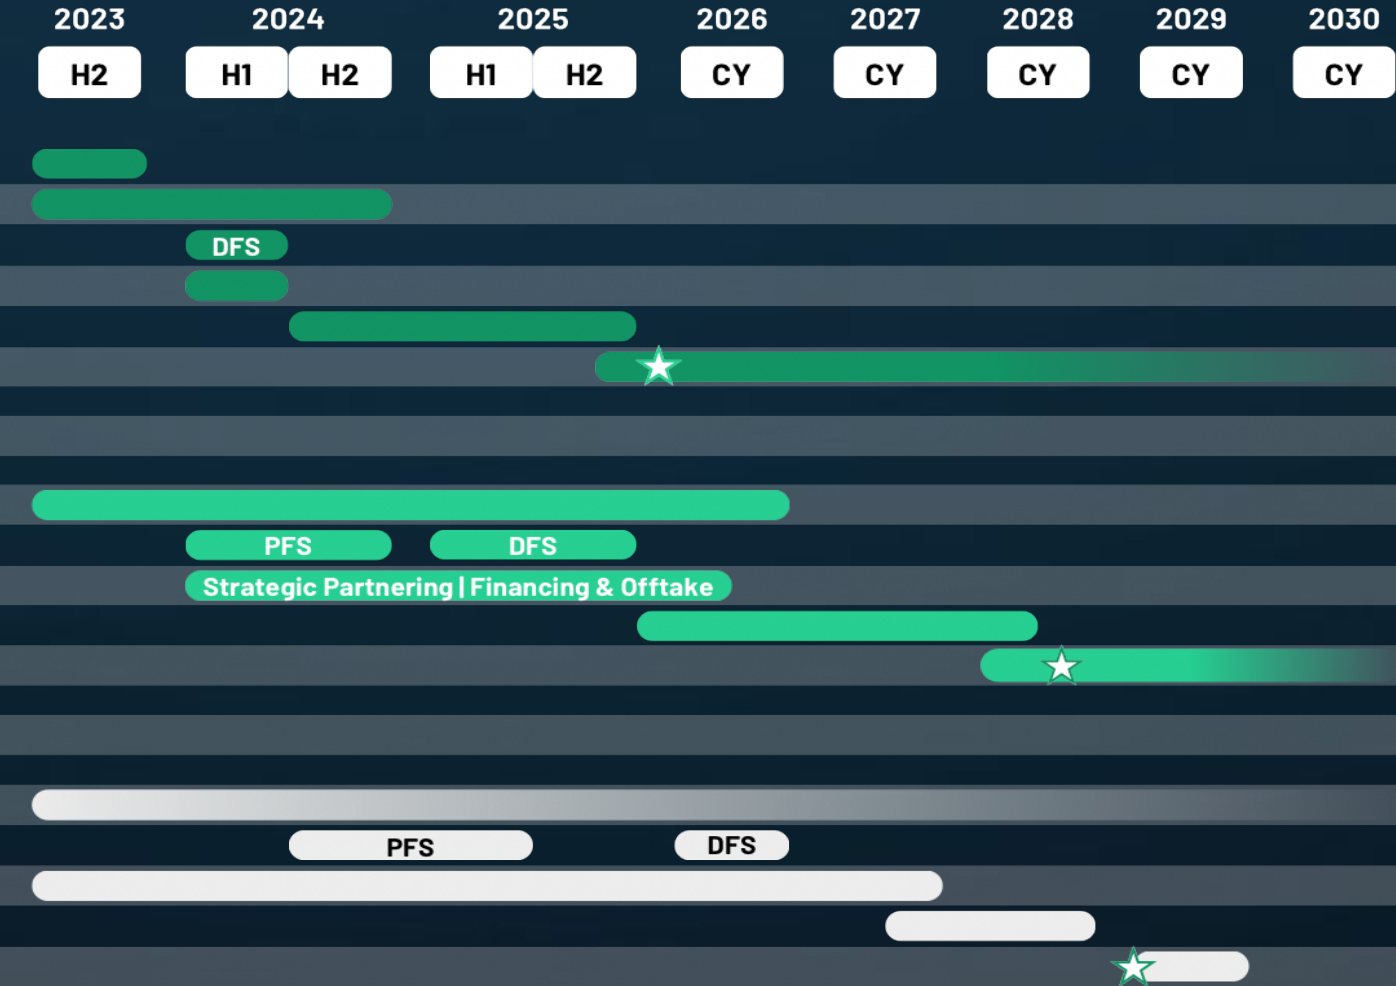 2023 2024 2025 2026 2027 2028 2029 2030
H2 H1 H2 H1 H2 CY CY CY CY CY
DFS
PFS DFS
Strategic Partnering | Financing & Offtake
PFS DFS